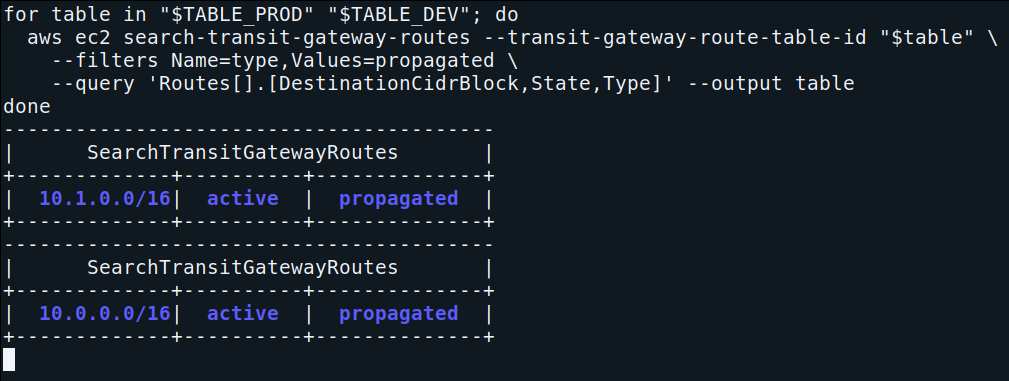 for table in "$TABLE_PROD" "$TABLE_DEV"; do
  aws ec2 search-transit-gateway-routes --transit-gateway-route-table-id "$table" \
    --filters Name=type,Values=propagated \
    --query 'Routes[].[DestinationCidrBlock,State,Type]' --output table
done
-----------------------------------------
|      SearchTransitGatewayRoutes       |
+-------------+----------+--------------+
|  10.1.0.0/16|  active  |  propagated  |
+-------------+----------+--------------+
-----------------------------------------
|      SearchTransitGatewayRoutes       |
+-------------+----------+--------------+
|  10.0.0.0/16|  active  |  propagated  |
+-------------+----------+--------------+